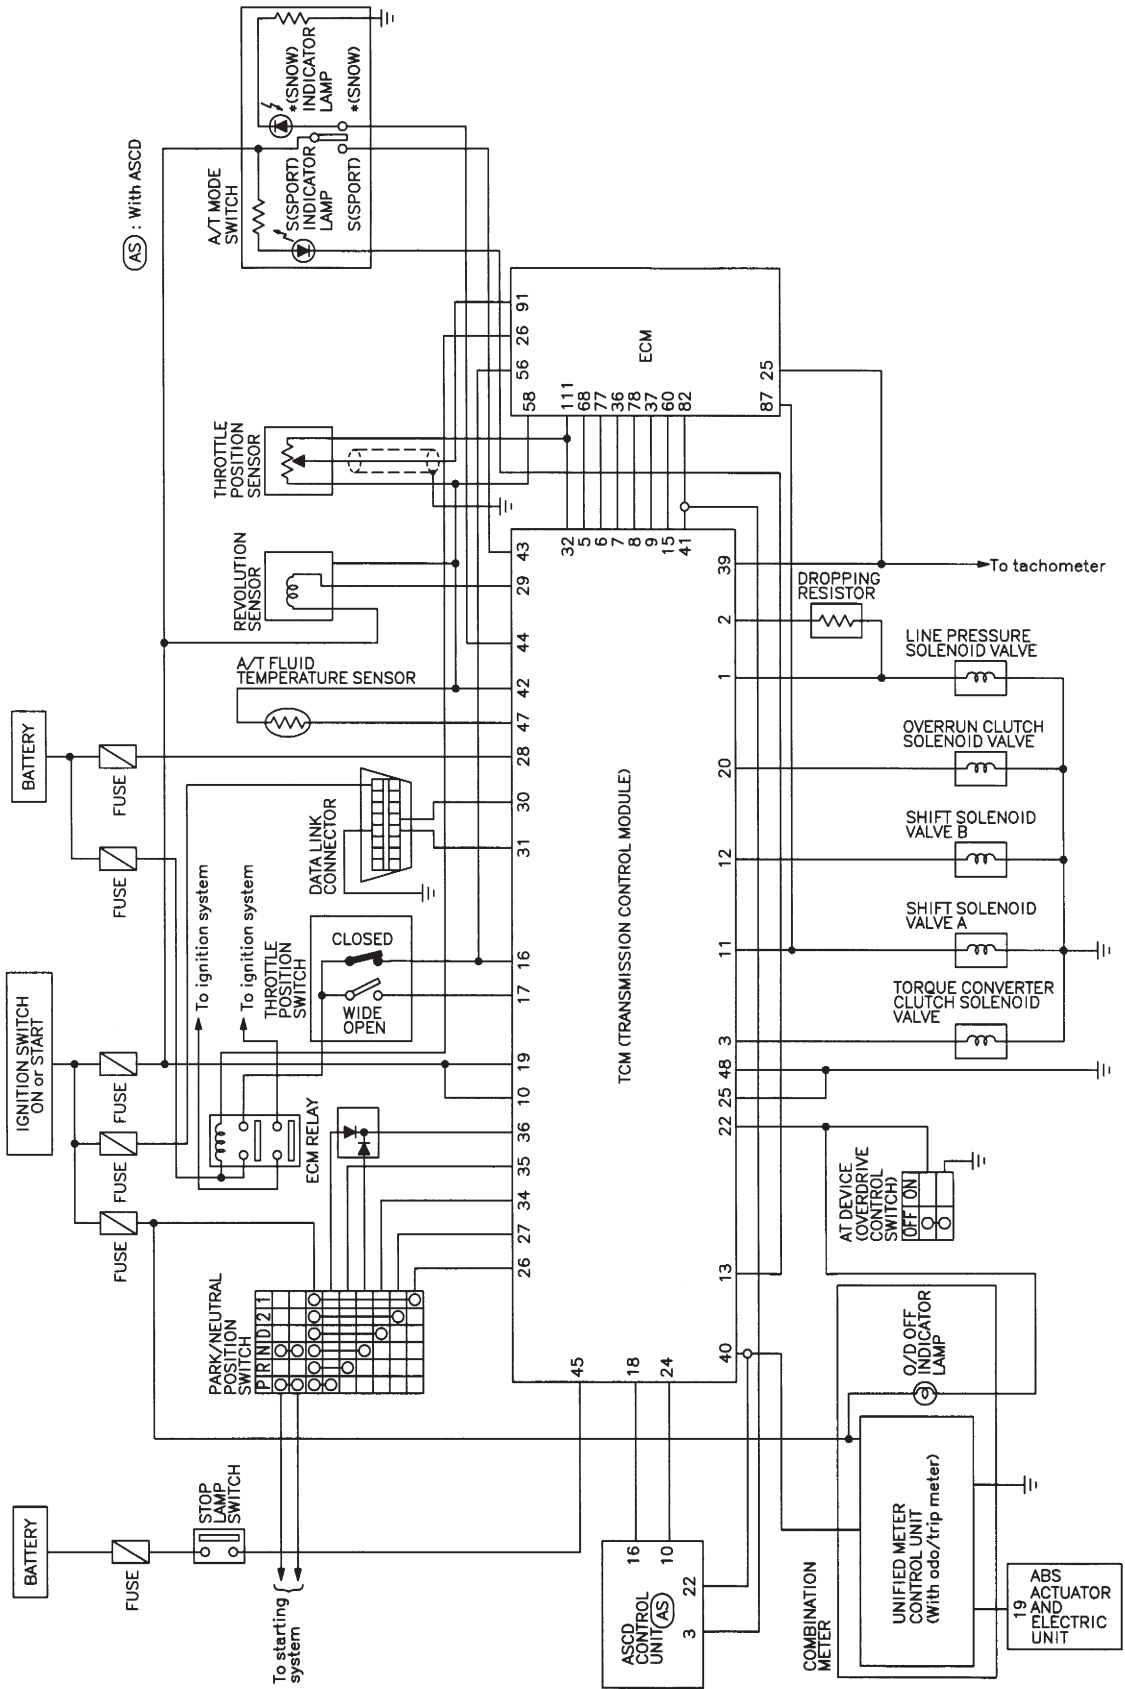 BATTERY
FUSE
STOP
LAMP
SWITCH
To starting
system
IGNITION SWITCH
ON or START
FUSE
FUSE
FUSE
BATTERY
FUSE
FUSE
PARK/NEUTRAL
POSITION
SWITCH
P R N D 2 1
ECM RELAY
To ignition system
To ignition system
THROTTLE
POSITION
SWITCH
CLOSED
WIDE
OPEN
DATA LINK
CONNECTOR
A/T FLUID
TEMPERATURE SENSOR
REVOLUTION
SENSOR
THROTTLE
POSITION
SENSOR
AS : With ASCD
A/T MODE
SWITCH
S(SPORT)
INDICATOR
LAMP
S(SPORT)
*(SNOW)
INDICATOR
LAMP
*(SNOW)
26
27
34
35
36
10
19
17
16
31
30
28
47
42
44
29
43
58
56
26
91
ECM
111
68
77
36
78
37
60
82
87
25
32
5
6
7
8
9
15
41
TCM (TRANSMISSION CONTROL MODULE)
45
18
24
40
13
22
25
48
3
11
12
20
1
2
39
To tachometer
DROPPING
RESISTOR
LINE PRESSURE
SOLENOID VALVE
OVERRUN CLUTCH
SOLENOID VALVE
SHIFT SOLENOID
VALVE B
SHIFT SOLENOID
VALVE A
TORQUE CONVERTER
CLUTCH SOLENOID
VALVE
AT DEVICE
(OVERDRIVE
CONTROL
SWITCH)
OFF ON
O/D OFF
INDICATOR
LAMP
16
10
ASCD CONTROL
UNIT AS
3
22
COMBINATION
METER
UNIFIED METER
CONTROL UNIT
(With odo/trip meter)
19
ABS
ACTUATOR
AND
ELECTRIC
UNIT